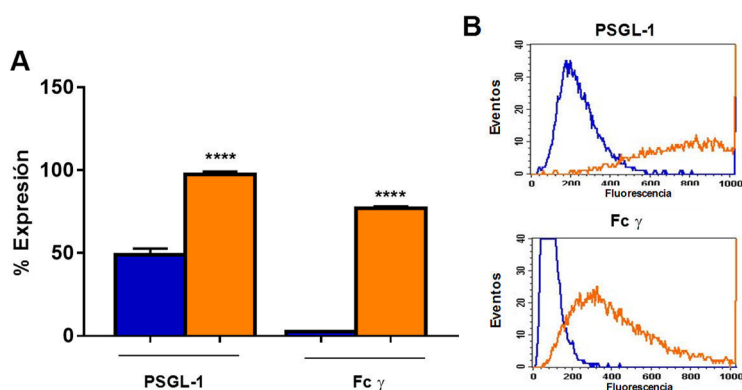 A
% Expresión
150
100
50
0
****
****
PSGL-1
Fc γ
B
PSGL-1
Eventos
40
30
20
10
0
0
200
400
600
800
1000
Fluorescencia
Fc γ
Eventos
40
30
20
10
0
0
200
400
600
800
1000
Fluorescencia